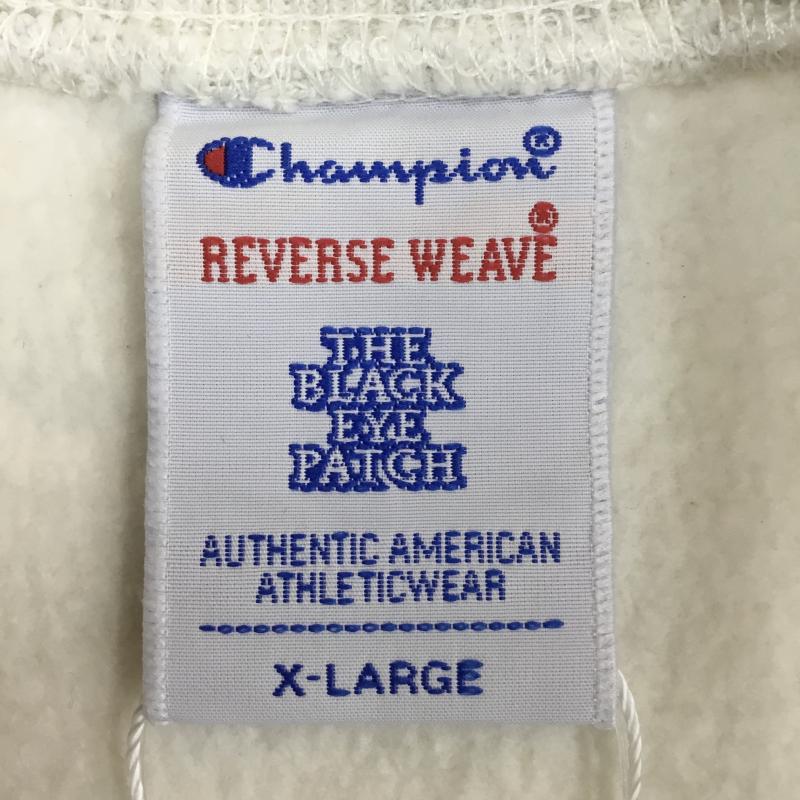 Champion®
REVERSE WEAVE®
THE
BLACK
EYE
PATCH
AUTHENTIC AMERICAN
ATHLETICWEAR
X-LARGE